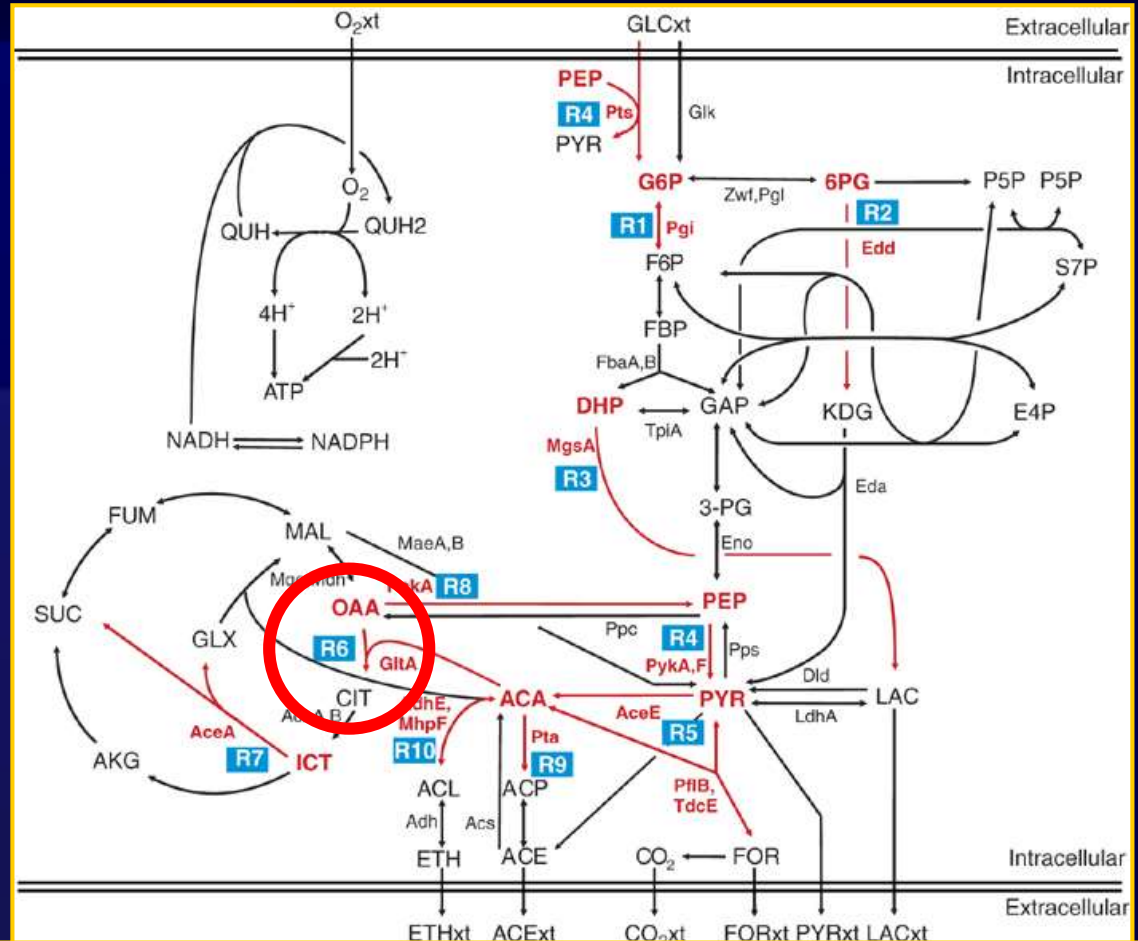 O₂xt
GLCxt
Extracellular
Intracellular
PEP
R4 Pts
Glk
PYR
O₂
G6P
Zwf,Pgl
6PG
P5P P5P
QUH
QUH2
R1 Pgi
R2
Edd
F6P
S7P
4H⁺
2H⁺
FBP
2H⁺
FbaA,B
ATP
DHP
TpiA
GAP
KDG
E4P
NADH
NADPH
MgsA
R3
Eda
3-PG
FUM
MAL
MaeA,B
Eno
R8
OAA
PEP
SUC
GLX
R6
GltA
Ppc
R4
Pps
PykA,F
Dld
CIT
ACA
PYR
LAC
AceE
LdhA
MhpF
AceA
R5
Pta
AKG
R7
ICT
R10
R9
PflB,
TdcE
ACL
ACP
Adh
Acs
ETH
ACE
CO₂
FOR
Intracellular
Extracellular
ETHxt ACExt CO₂xt FORxt PYRxt LACxt